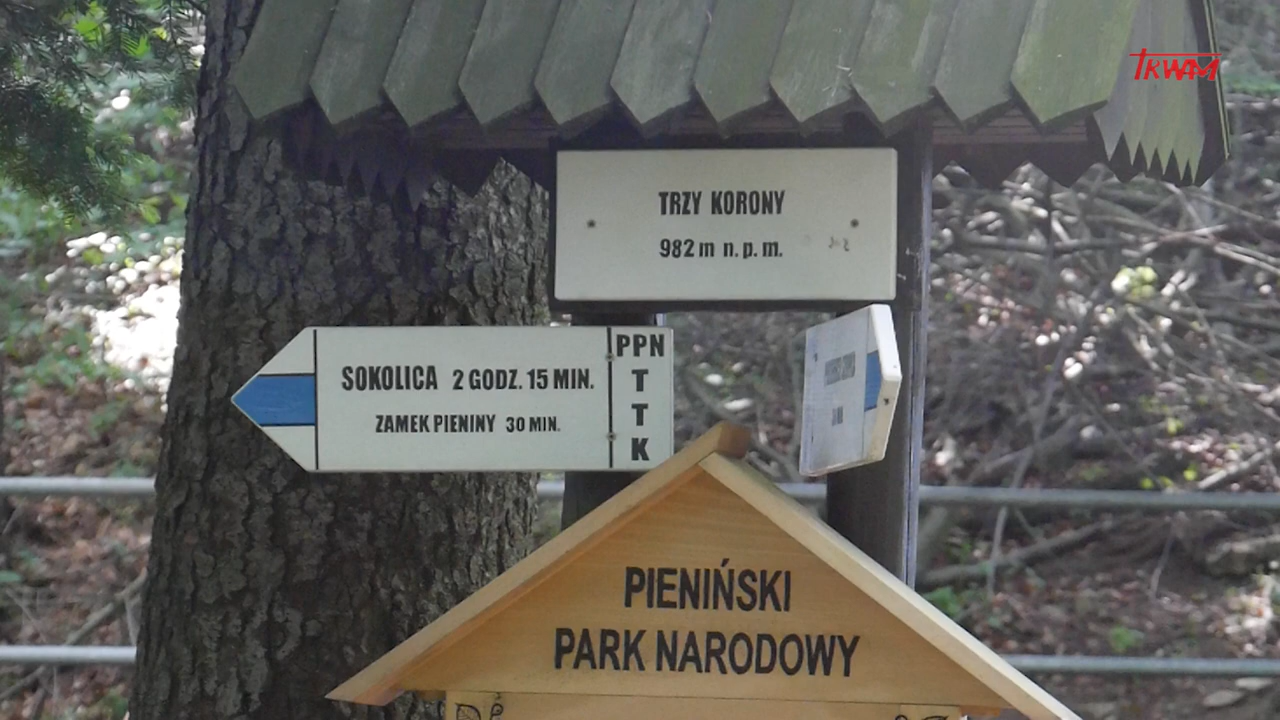 TRWAM
TRZY KORONY
982 m n. p. m.
SOKOLICA 2 GODZ. 15 MIN.
ZAMEK PIENINY 30 MIN.
PPN
T
T
K
PIENIŃSKI
PARK NARODOWY